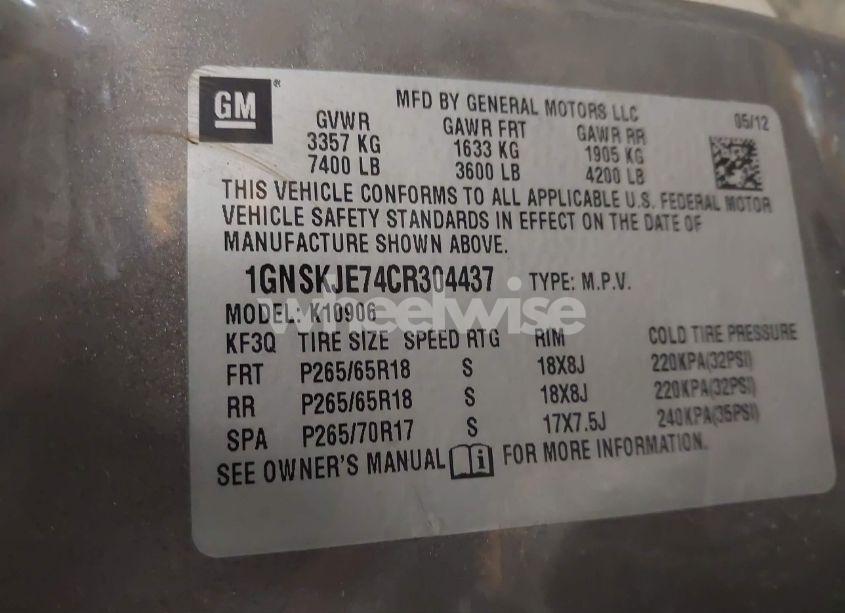 GM
MFD BY GENERAL MOTORS LLC
05/12
GVWR GAWR FRT GAWR RR
3357 KG 1633 KG 1905 KG
7400 LB 3600 LB 4200 LB
THIS VEHICLE CONFORMS TO ALL APPLICABLE U.S. FEDERAL MOTOR
VEHICLE SAFETY STANDARDS IN EFFECT ON THE DATE OF
MANUFACTURE SHOWN ABOVE.
1GNSKJE74CR304437 TYPE: M.P.V.
wheelwise
MODEL: K10906
KF3Q TIRE SIZE SPEED RTG RIM COLD TIRE PRESSURE
FRT P265/65R18 S 18X8J 220KPA(32PSI)
RR P265/65R18 S 18X8J 220KPA(32PSI)
SPA P265/70R17 S 17X7.5J 240KPA(35PSI)
SEE OWNER'S MANUAL i FOR MORE INFORMATION.